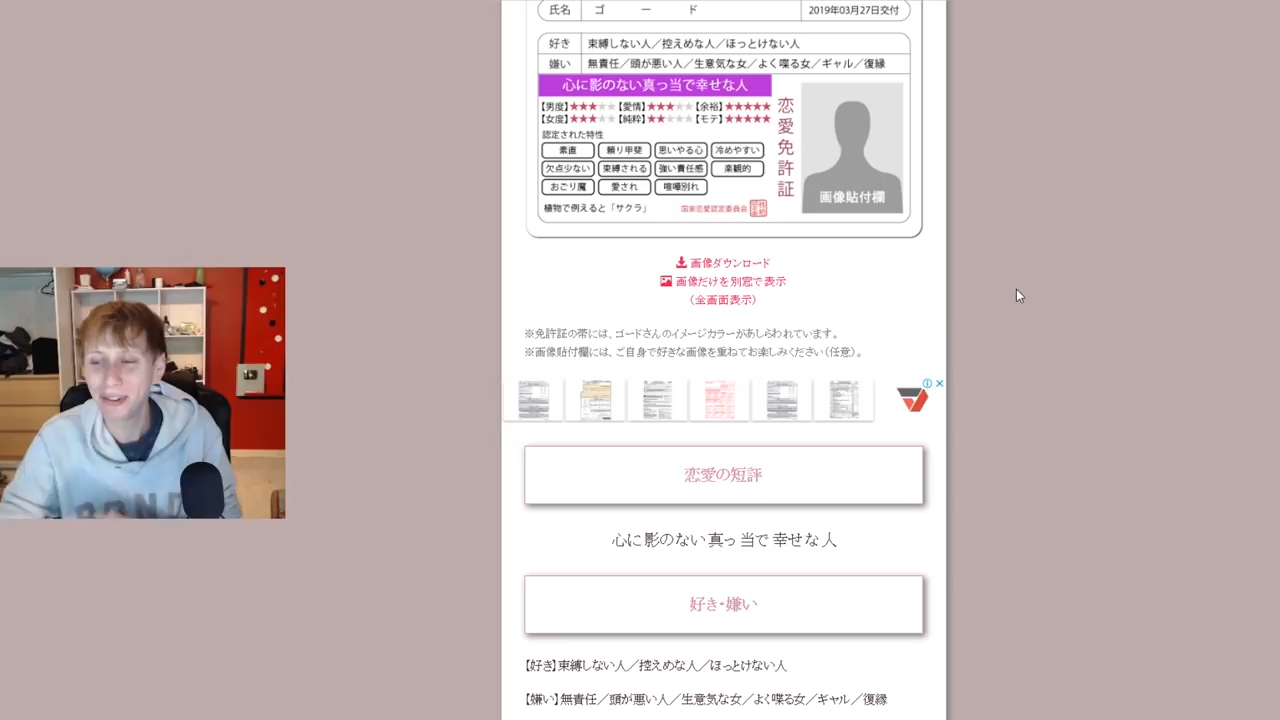 氏名 ゴ ー ド 2019年03月27日交付
好き 束縛しない人／控えめな人／ほっとけない人
嫌い 無責任／頭が悪い人／生意気な女／よく喋る女／ギャル／復縁
心に影のない真っ当で幸せな人
【男度】★★★★★【愛情】★★★★★【余裕】★★★★★
【女度】★★★★★【純粋】★★★★★【モテ】★★★★★
認定された特性
素直 頼り甲斐 思いやる心 冷めやすい
欠点少ない 束縛される 強い責任感 楽観的
おごり魔 愛され 喧嘩別れ
植物で例えると「サクラ」 国家恋愛認定委員会
恋愛免許証
画像貼付欄
画像ダウンロード
画像だけを別窓で表示
（全画面表示）
※免許証の帯には、ゴードさんのイメージカラーがあしらわれています。
※画像貼付欄には、ご自身で好きな画像を重ねてお楽しみください（任意）。
恋愛の短評
心に影のない真っ当で幸せな人
好き・嫌い
【好き】束縛しない人／控えめな人／ほっとけない人
【嫌い】無責任／頭が悪い人／生意気な女／よく喋る女／ギャル／復縁